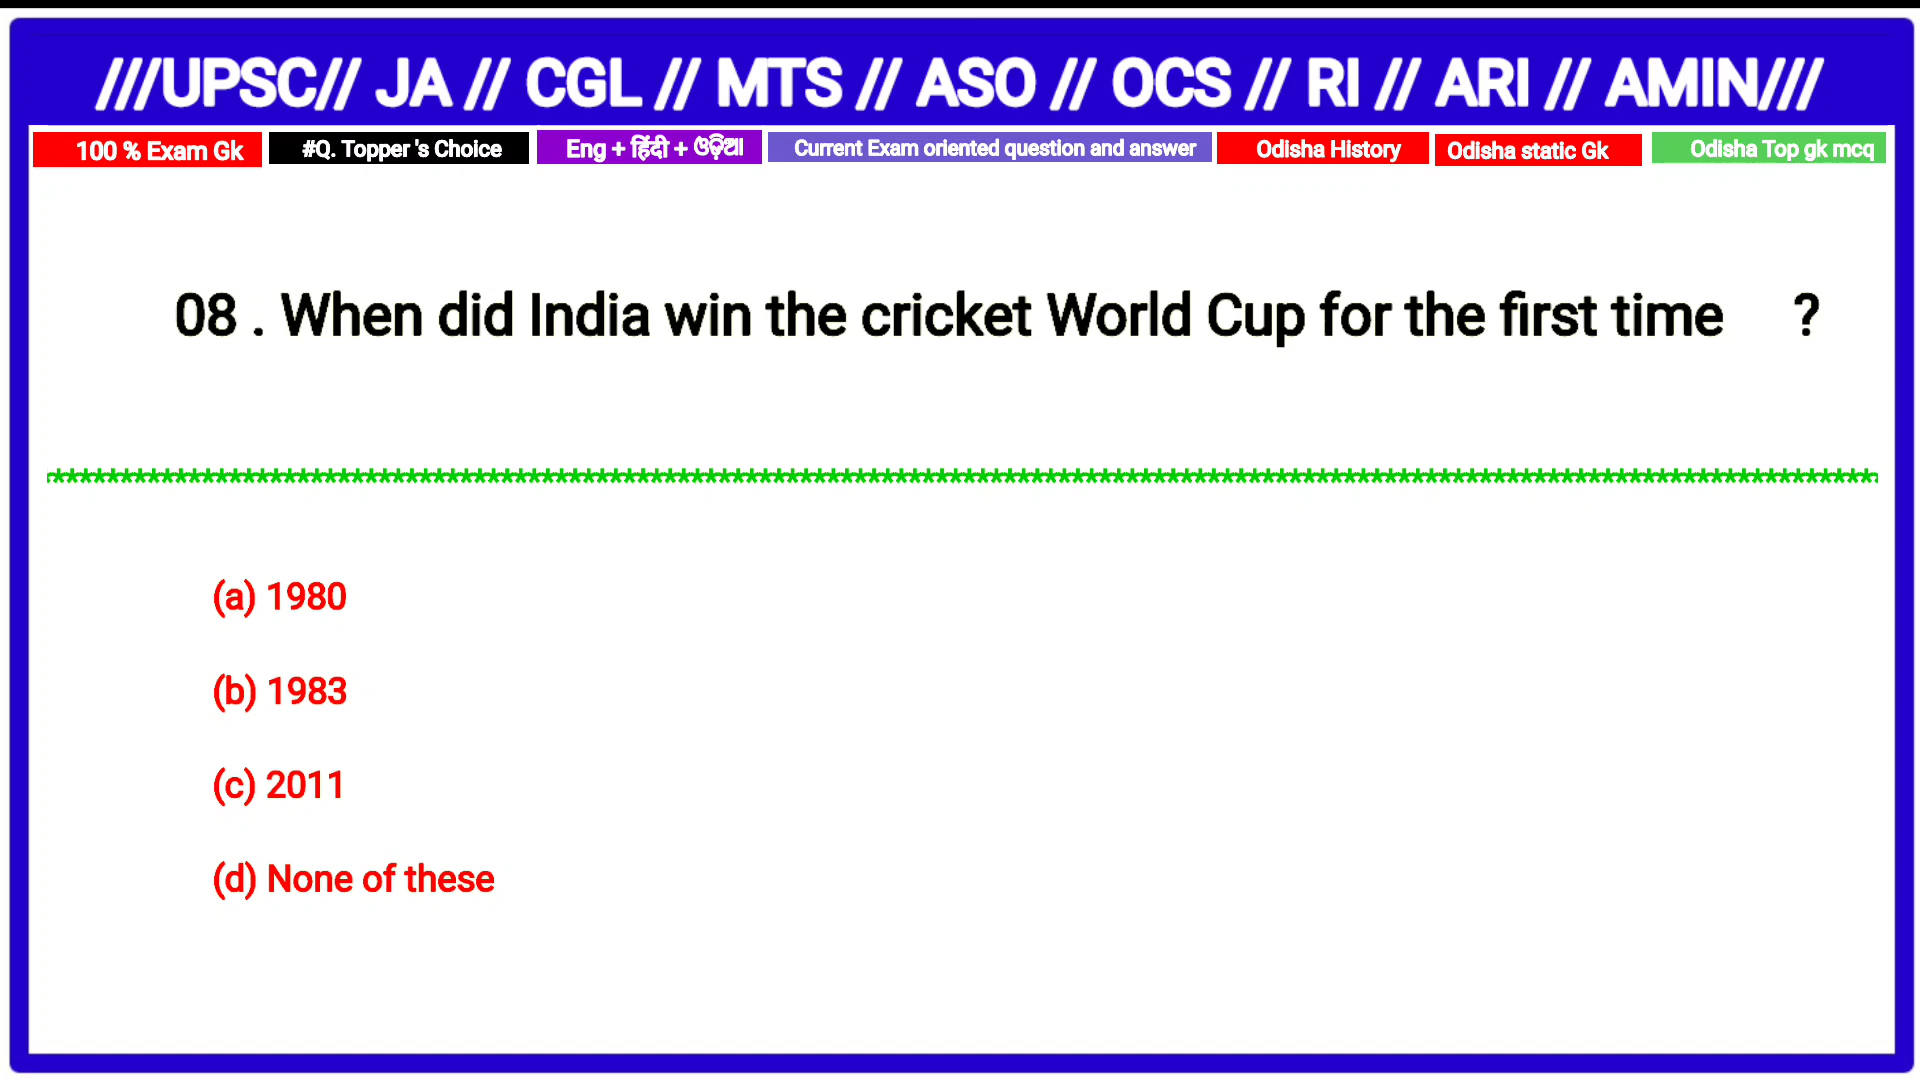 ///UPSC// JA // CGL // MTS // ASO // OCS // RI // ARI // AMIN///
100 % Exam Gk #Q. Topper 's Choice Eng + हिंदी + ଓଡ଼ିଆ Current Exam oriented question and answer Odisha History Odisha static Gk Odisha Top gk mcq
08 . When did India win the cricket World Cup for the first time ?
(a) 1980
(b) 1983
(c) 2011
(d) None of these